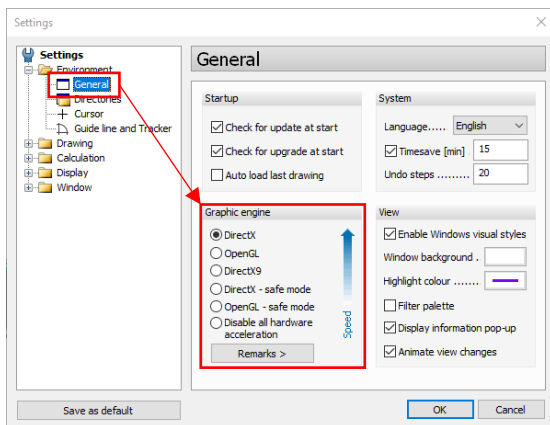 Settings
Settings
Environment
General
Directories
Cursor
Guide line and Tracker
Drawing
Calculation
Display
Window
Save as default
General
Startup
Check for update at start
Check for upgrade at start
Auto load last drawing
System
Language..... English
Timesave [min] 15
Undo steps ......... 20
Graphic engine
DirectX
OpenGL
DirectX9
DirectX - safe mode
OpenGL - safe mode
Disable all hardware
acceleration
Speed
Remarks >
View
Enable Windows visual styles
Window background .
Highlight colour .......
Filter palette
Display information pop-up
Animate view changes
OK
Cancel